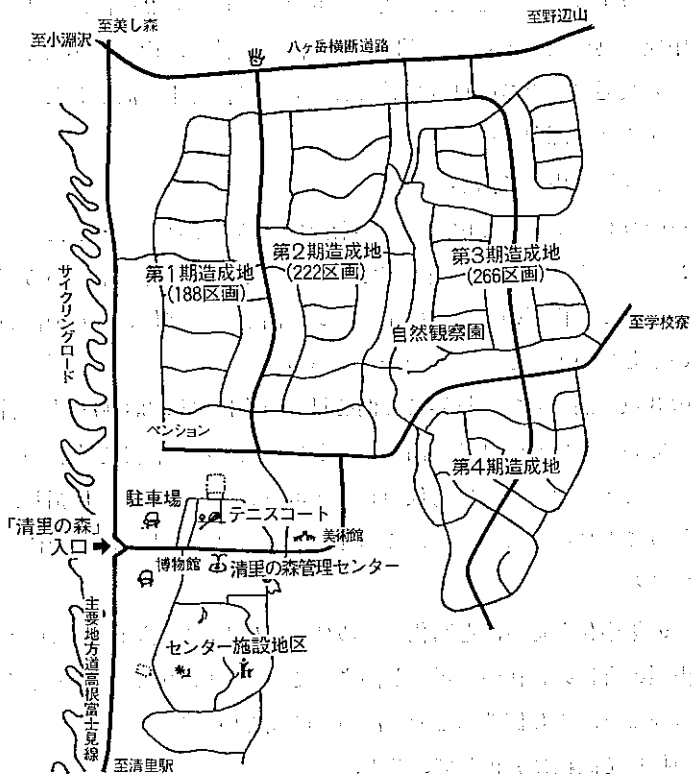 至美し森
至小淵沢
至野辺山
八ヶ岳横断道路
サイクリングロード
第1期造成地
(188区画)
第2期造成地
(222区画)
第3期造成地
(266区画)
自然観察園
至学校寮
ペンション
第4期造成地
駐車場
テニスコート
「清里の森」
入口
美術館
博物館
清里の森管理センター
主要地方道高根富士見線
センター施設地区
至清里駅